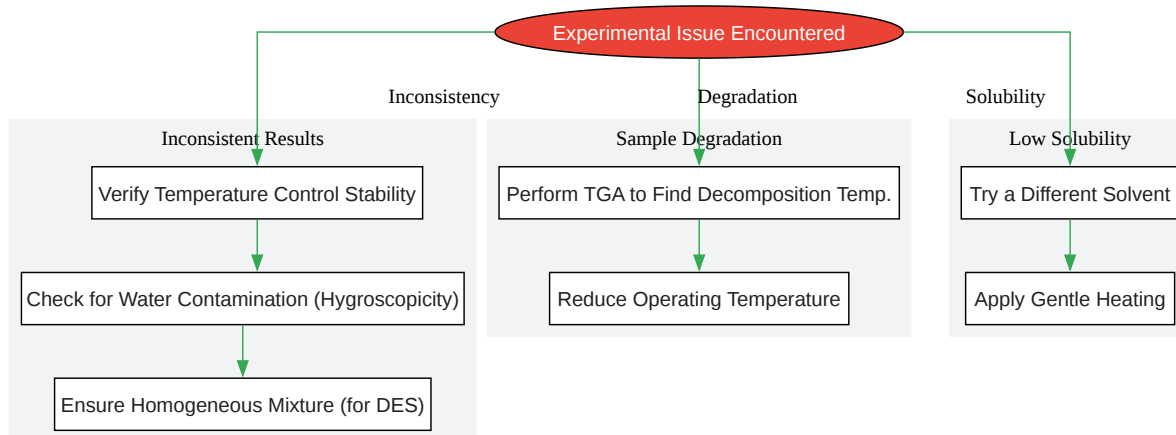 Experimental Issue Encountered
Inconsistency
Degradation
Solubility
Inconsistent Results
Sample Degradation
Low Solubility
Verify Temperature Control Stability
Perform TGA to Find Decomposition Temp.
Try a Different Solvent
Check for Water Contamination (Hygroscopicity)
Reduce Operating Temperature
Apply Gentle Heating
Ensure Homogeneous Mixture (for DES)